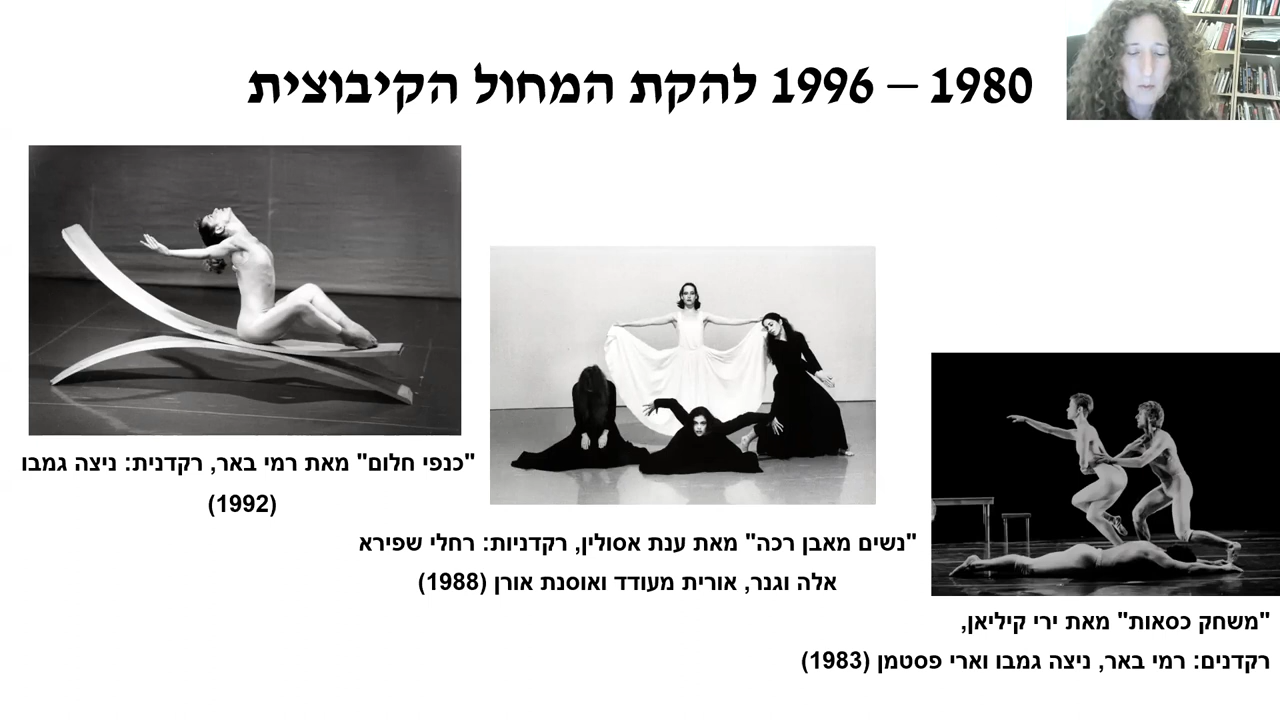 1980 – 1996 להקת המחול הקיבוצית
"כנפי חלום" מאת רמי באר, רקדנית: ניצה גמבו
(1992)
"נשים מאבן רכה" מאת ענת אסולין, רקדניות: רחלי שפירא
אלה וגנר, אורית מעודד ואוסנת אורן (1988)
"משחק כסאות" מאת ירי קיליאן,
רקדנים: רמי באר, ניצה גמבו וארי פסטמן (1983)